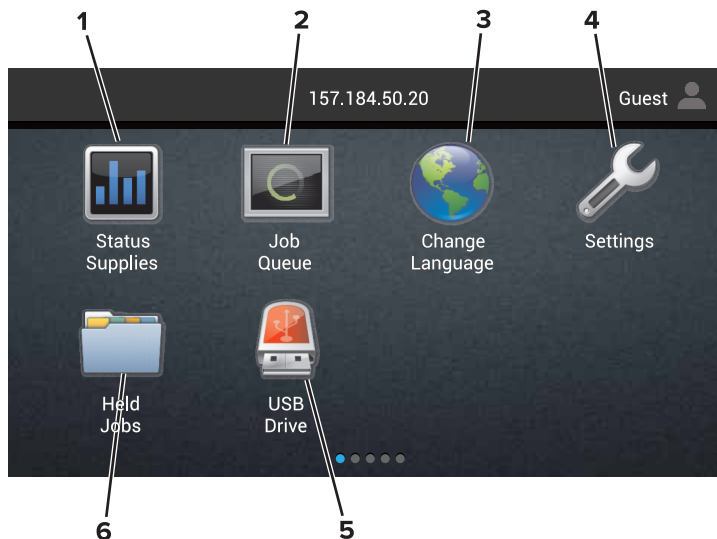 1 2 3 4
157.184.50.20 Guest
Status Job Change Settings
Supplies Queue Language
Held USB
Jobs Drive
6 5